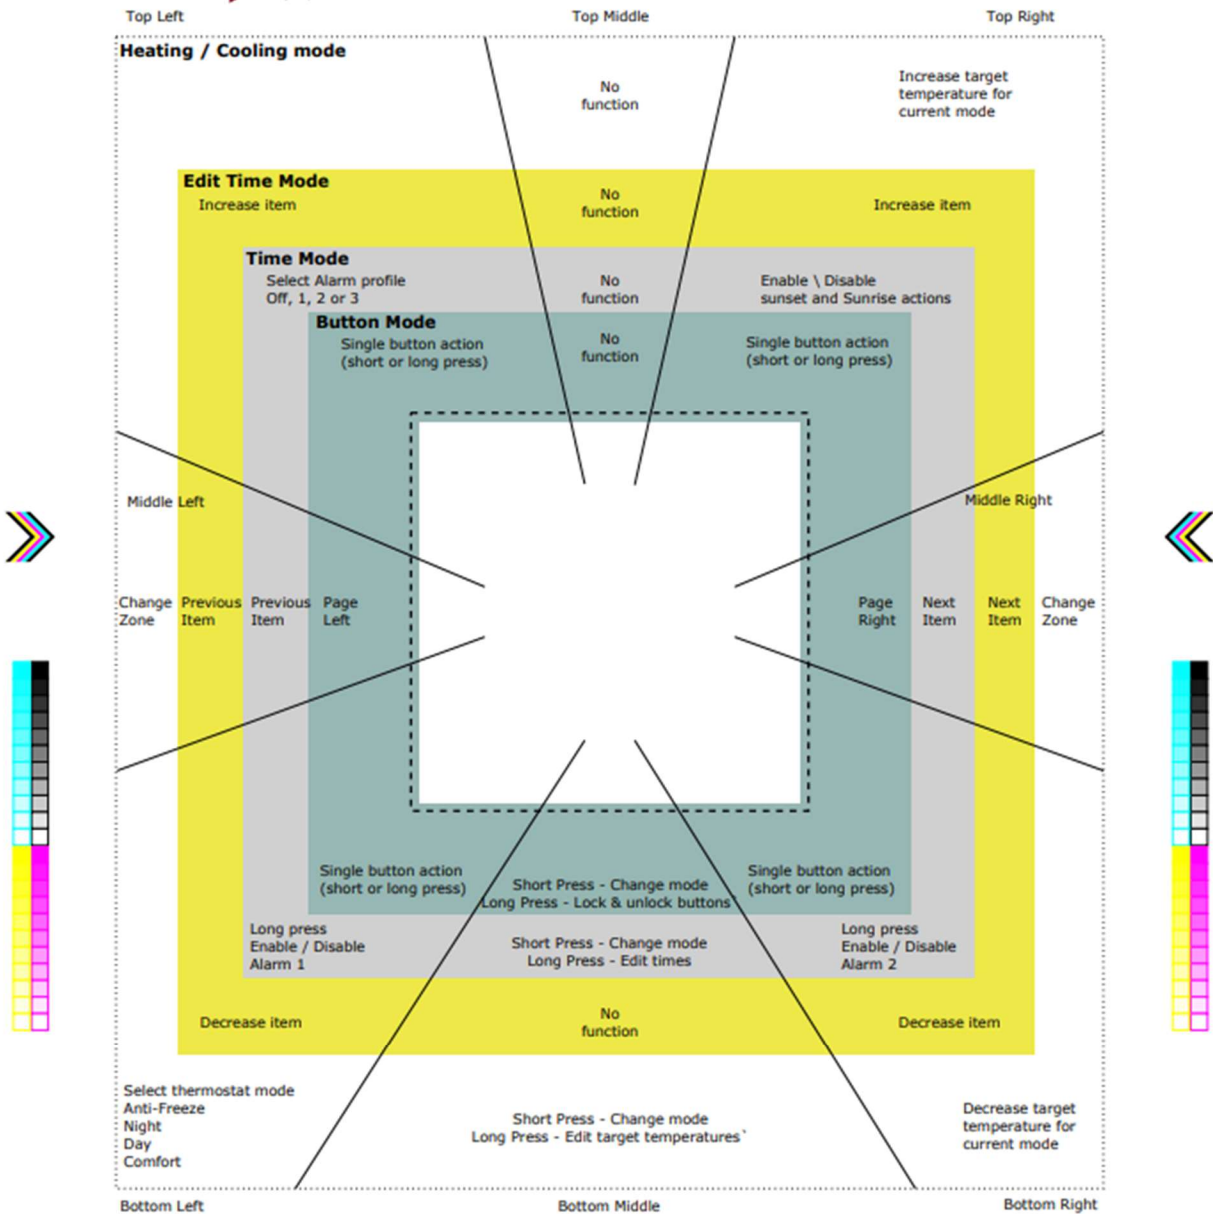 Top Left
Top Middle
Top Right
Heating / Cooling mode
No
function
Increase target
temperature for
current mode
Edit Time Mode
Increase item
No
function
Increase item
Time Mode
Select Alarm profile
Off, 1, 2 or 3
No
function
Enable \ Disable
sunset and Sunrise actions
Button Mode
Single button action
(short or long press)
No
function
Single button action
(short or long press)
Middle Left
Middle Right
Change
Zone
Previous
Item
Previous
Item
Page
Left
Page
Right
Next
Item
Next
Item
Change
Zone
Single button action
(short or long press)
Short Press - Change mode
Long Press - Lock & unlock buttons`
Single button action
(short or long press)
Long press
Enable / Disable
Alarm 1
Short Press - Change mode
Long Press - Edit times
Long press
Enable / Disable
Alarm 2
Decrease item
No
function
Decrease item
Select thermostat mode
Anti-Freeze
Night
Day
Comfort
Short Press - Change mode
Long Press - Edit target temperatures`
Decrease target
temperature for
current mode
Bottom Left
Bottom Middle
Bottom Right